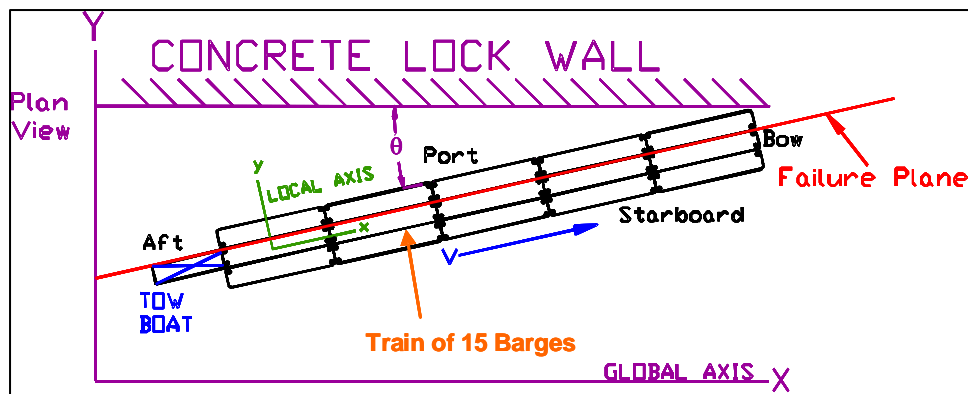 Y
CONCRETE LOCK WALL
Plan
View
θ
Port
Bow
Failure Plane
y
LOCAL AXIS
x
Starboard
Aft
V
TOW
BOAT
Train of 15 Barges
GLOBAL AXIS
X